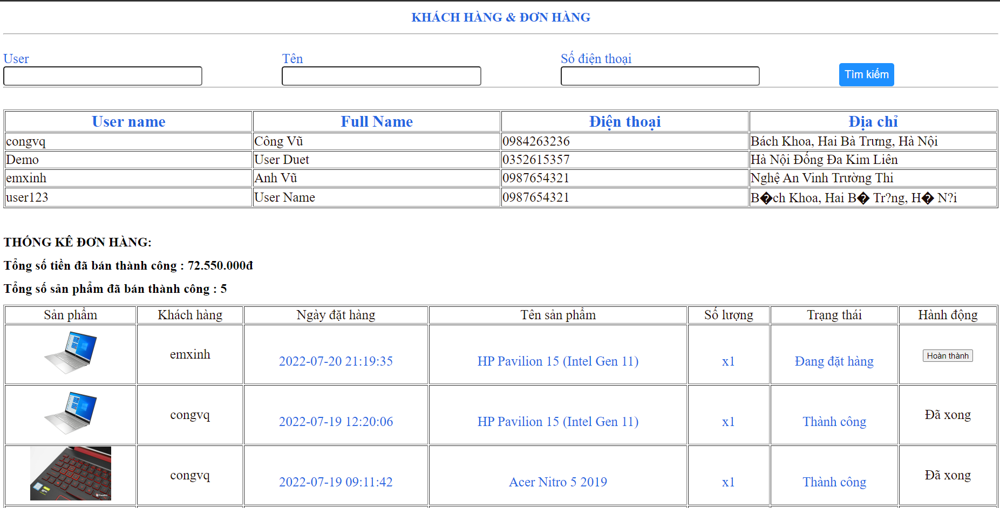 KHÁCH HÀNG & ĐƠN HÀNG
User Tên Số điện thoại
Tìm kiếm
User name Full Name Điện thoại Địa chỉ
congvq Công Vũ 0984263236 Bách Khoa, Hai Bà Trưng, Hà Nội
Demo User Duet 0352615357 Hà Nội Đống Đa Kim Liên
emxinh Anh Vũ 0987654321 Nghệ An Vinh Trường Thi
user123 User Name 0987654321 B�ch Khoa, Hai B� Tr?ng, H� N?i
THỐNG KÊ ĐƠN HÀNG:
Tổng số tiền đã bán thành công : 72.550.000đ
Tổng số sản phẩm đã bán thành công : 5
Sản phẩm Khách hàng Ngày đặt hàng Tên sản phẩm Số lượng Trạng thái Hành động
emxinh 2022-07-20 21:19:35 HP Pavilion 15 (Intel Gen 11) x1 Đang đặt hàng Hoàn thành
congvq 2022-07-19 12:20:06 HP Pavilion 15 (Intel Gen 11) x1 Thành công Đã xong
congvq 2022-07-19 09:11:42 Acer Nitro 5 2019 x1 Thành công Đã xong